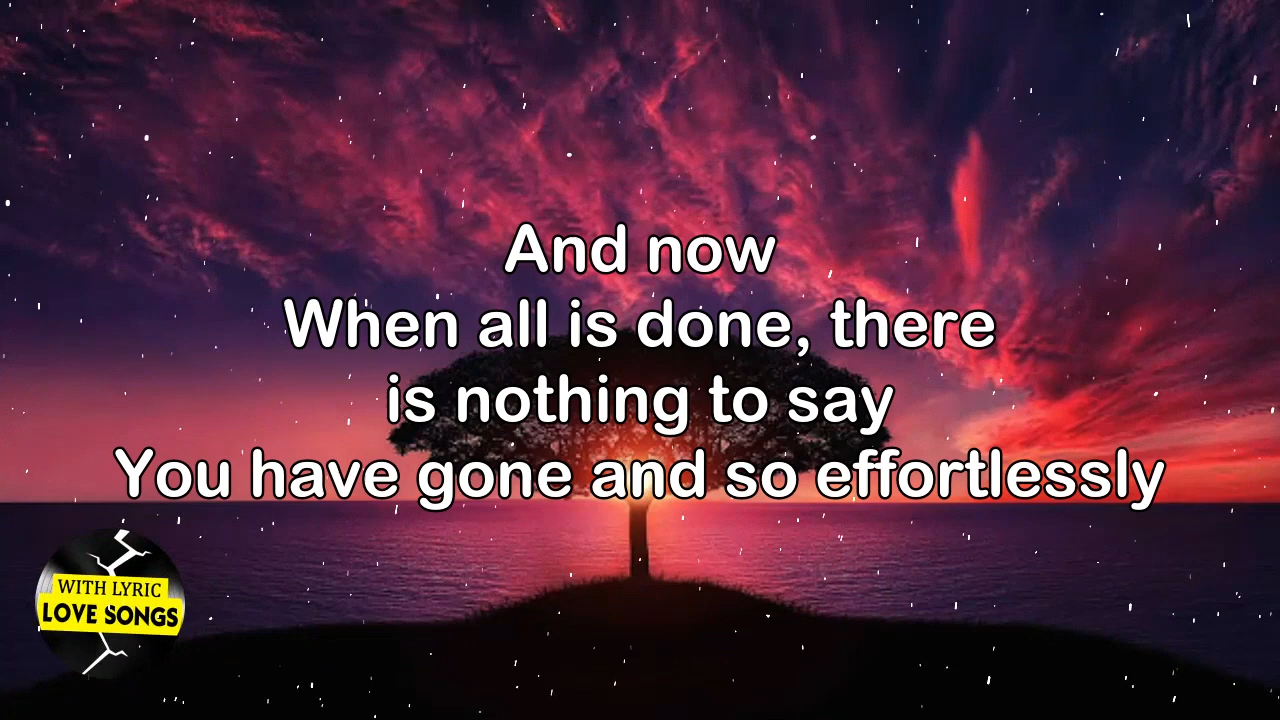 And now
When all is done, there
is nothing to say
You have gone and so effortlessly
WITH LYRIC
LOVE SONGS